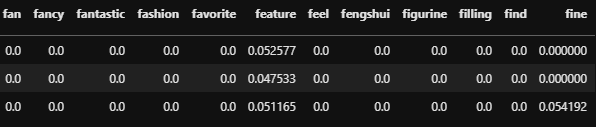 fan fancy fantastic fashion favorite feature feel fengshui figurine filling find fine
0.0 0.0 0.0 0.0 0.0 0.052577 0.0 0.0 0.0 0.0 0.0 0.000000
0.0 0.0 0.0 0.0 0.0 0.047533 0.0 0.0 0.0 0.0 0.0 0.000000
0.0 0.0 0.0 0.0 0.0 0.051165 0.0 0.0 0.0 0.0 0.0 0.054192